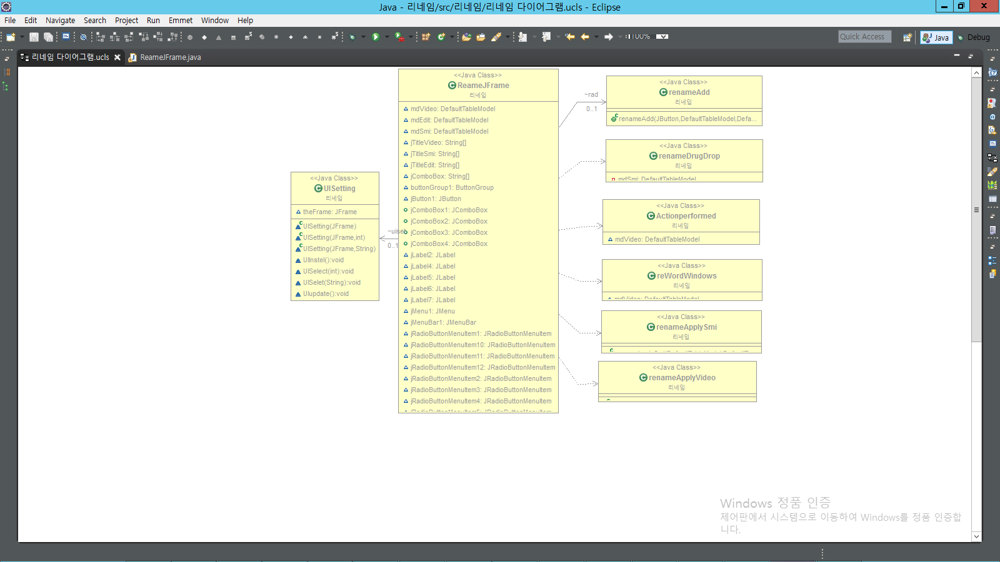 Java - 리네임/src/리네임/리네임 다이어그램.ucls - Eclipse
File Edit Navigate Search Project Run Emmet Window Help
100%
Quick Access
Java
Debug
리네임 다이어그램.ucls
ReameJFrame.java
<<Java Class>>
UISetting
리네임
theFrame: JFrame
UISetting(JFrame)
UISetting(JFrame,int)
UISetting(JFrame,String)
UIInstel():void
UISelect(int):void
UISelet(String):void
UIupdate():void
~uiset
0..1
<<Java Class>>
ReameJFrame
리네임
mdVideo: DefaultTableModel
mdEdit: DefaultTableModel
mdSmi: DefaultTableModel
jTitleVideo: String[]
jTitleSmi: String[]
jTitleEdit: String[]
jComboBox: String[]
buttonGroup1: ButtonGroup
jButton1: JButton
jComboBox1: JComboBox
jComboBox2: JComboBox
jComboBox3: JComboBox
jComboBox4: JComboBox
jLabel2: JLabel
jLabel4: JLabel
jLabel5: JLabel
jLabel6: JLabel
jLabel7: JLabel
jMenu1: JMenu
jMenuBar1: JMenuBar
jRadioButtonMenuItem1: JRadioButtonMenuItem
jRadioButtonMenuItem10: JRadioButtonMenuItem
jRadioButtonMenuItem11: JRadioButtonMenuItem
jRadioButtonMenuItem12: JRadioButtonMenuItem
jRadioButtonMenuItem2: JRadioButtonMenuItem
jRadioButtonMenuItem3: JRadioButtonMenuItem
jRadioButtonMenuItem4: JRadioButtonMenuItem
jRadioButtonMenuItem5: JRadioButtonMenuItem
~rad
0..1
<<Java Class>>
renameAdd
리네임
renameAdd(JButton,DefaultTableModel,Defa...
<<Java Class>>
renameDrugDrop
리네임
mdSmi: DefaultTableModel
<<Java Class>>
Actionperformed
리네임
mdVideo: DefaultTableModel
<<Java Class>>
reWordWindows
리네임
mdVideo: DefaultTableModel
<<Java Class>>
renameApplySmi
리네임
<<Java Class>>
renameApplyVideo
리네임
Windows 정품 인증
제어판에서 시스템으로 이동하여 Windows를 정품 인증합
니다.